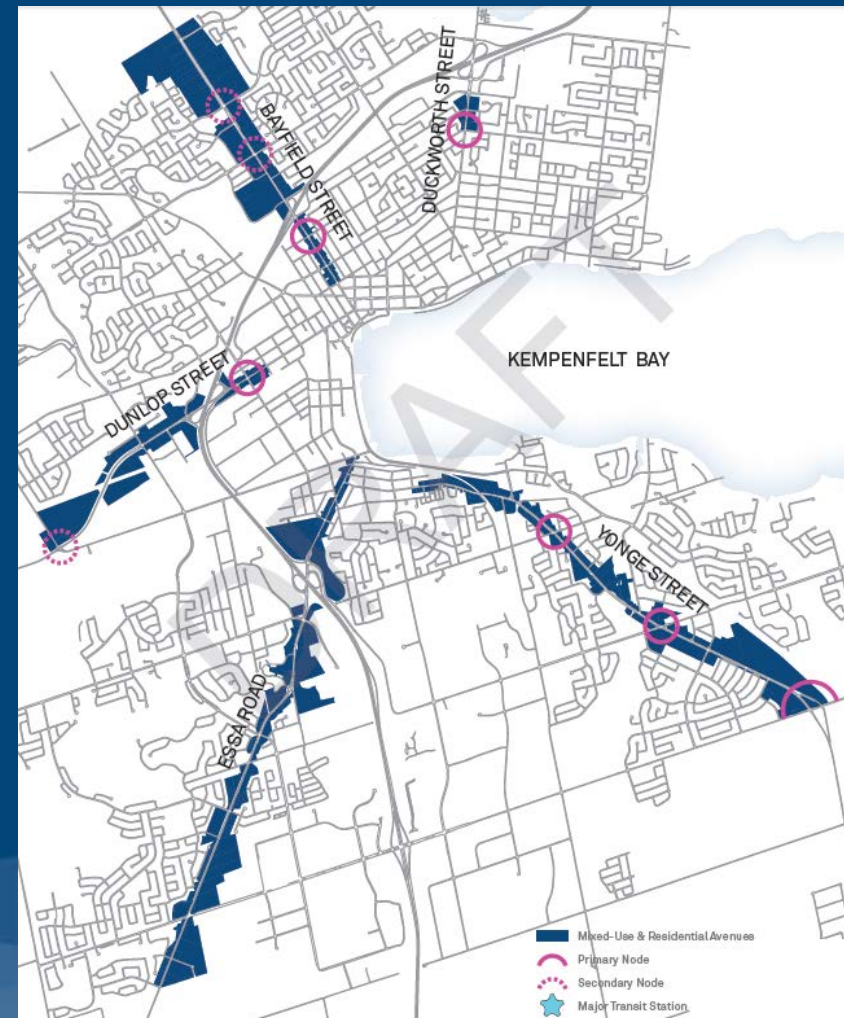 DUCKWORTH STREET
BAYFIELD STREET
KEMPENFELT BAY
DUNLOP STREET
YONGE STREET
ESSA ROAD
DRAFT
Mixed-Use & Residential Avenues
Primary Node
Secondary Node
Major Transit Station